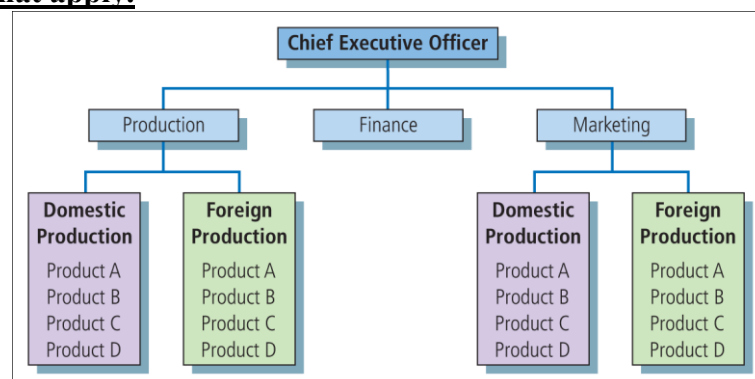 that apply.
Chief Executive Officer
Production
Finance
Marketing
Domestic
Production
Product A
Product B
Product C
Product D
Foreign
Production
Product A
Product B
Product C
Product D
Domestic
Production
Product A
Product B
Product C
Product D
Foreign
Production
Product A
Product B
Product C
Product D